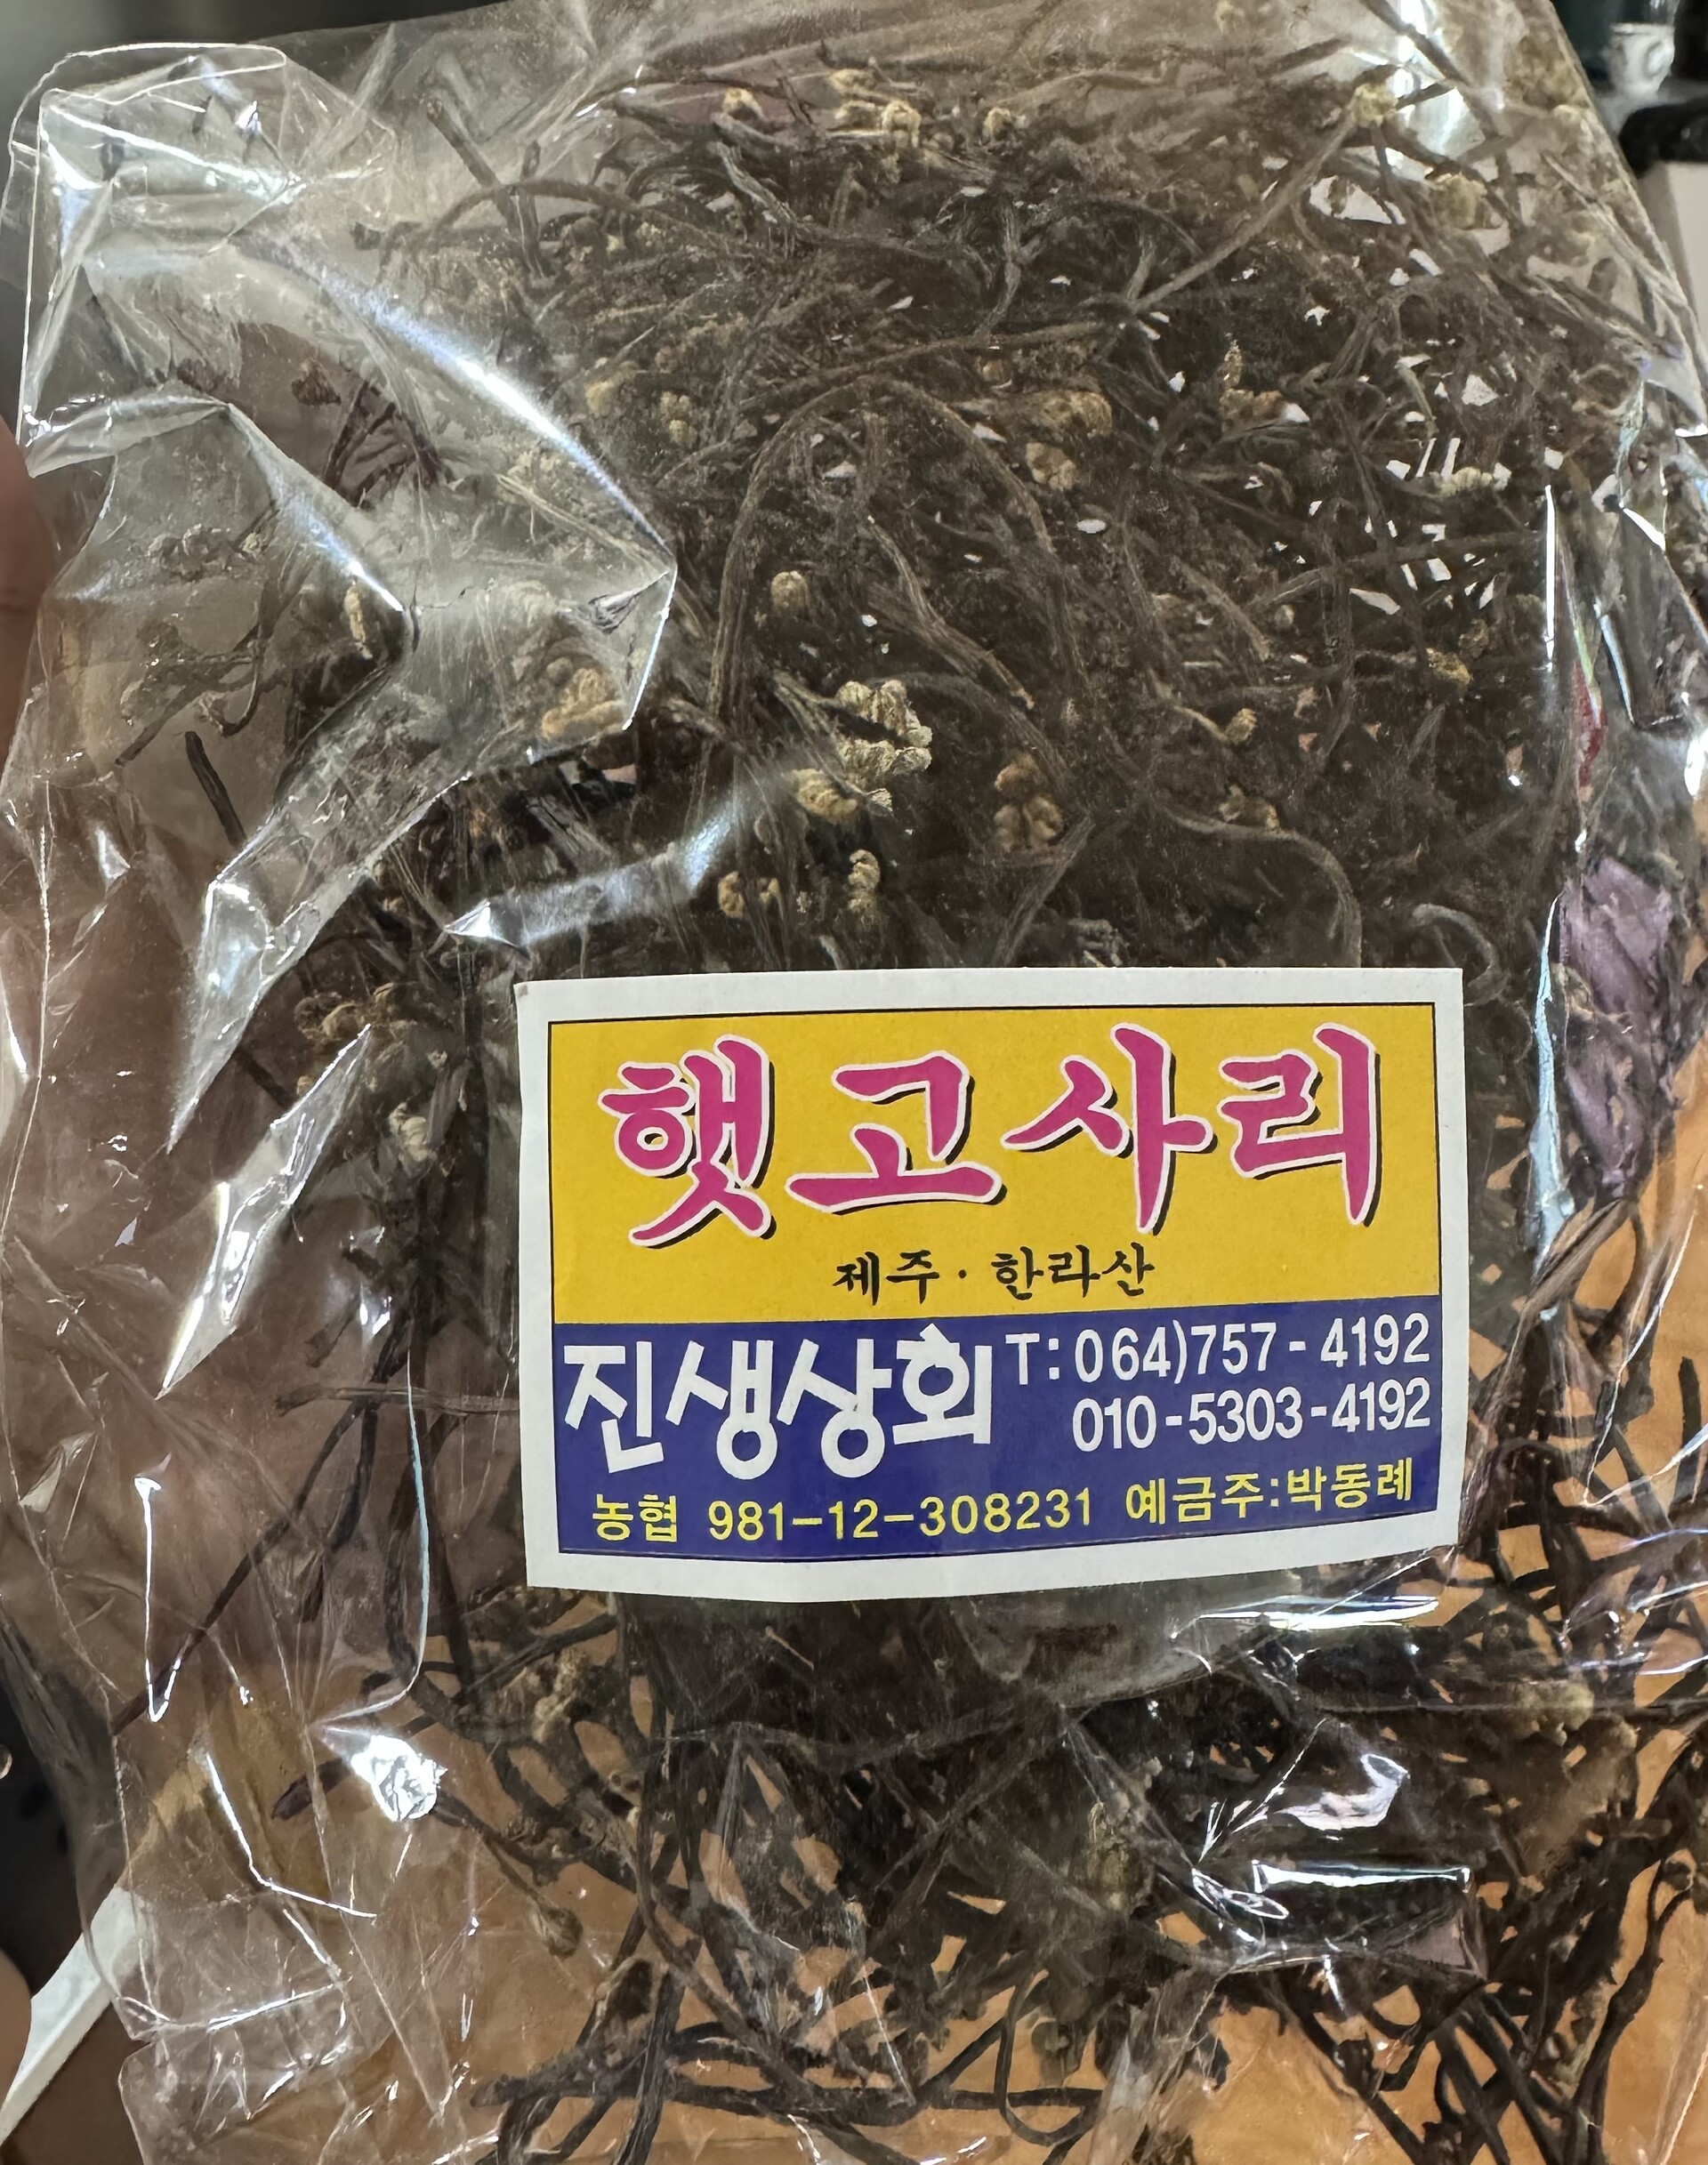 햇고사리
제주·한라산
진생상회 T:064)757-4192
010-5303-4192
농협 981-12-308231 예금주:박동례